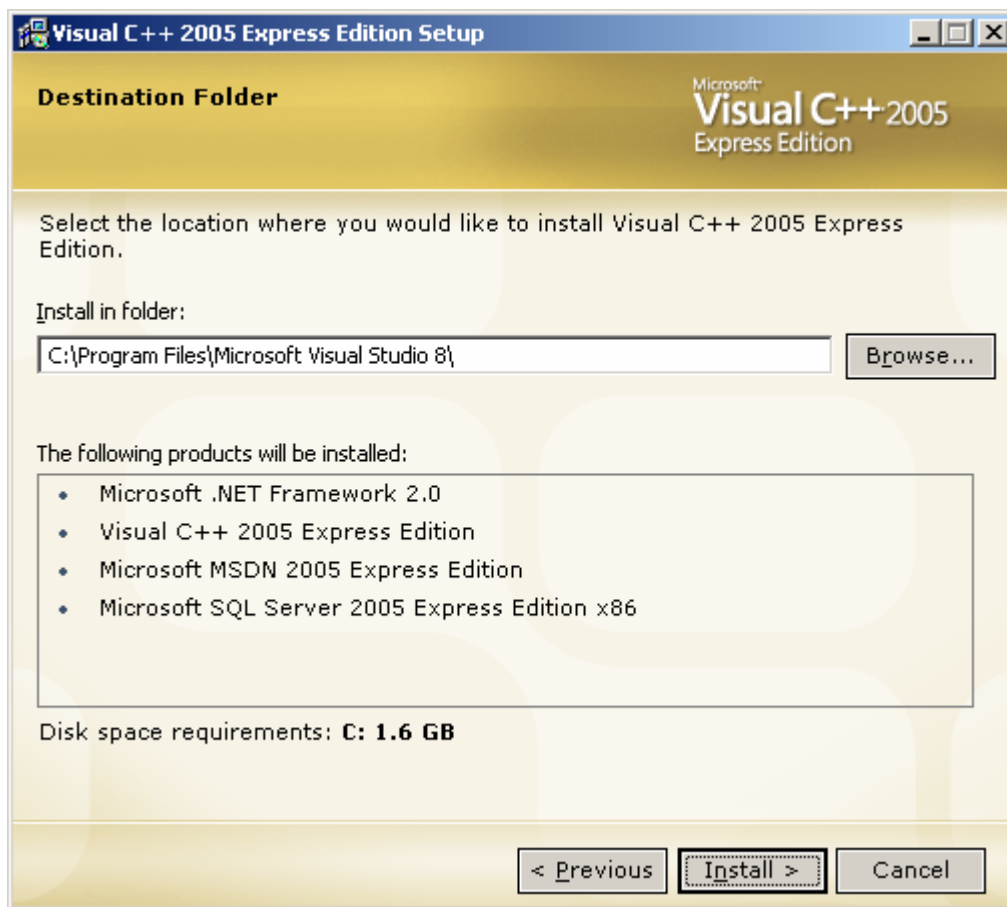 Visual C++ 2005 Express Edition Setup
Destination Folder
Microsoft
Visual C++ 2005
Express Edition
Select the location where you would like to install Visual C++ 2005 Express
Edition.
Install in folder:
C:\Program Files\Microsoft Visual Studio 8\
Browse...
The following products will be installed:
• Microsoft .NET Framework 2.0
• Visual C++ 2005 Express Edition
• Microsoft MSDN 2005 Express Edition
• Microsoft SQL Server 2005 Express Edition x86
Disk space requirements: C: 1.6 GB
< Previous Install > Cancel